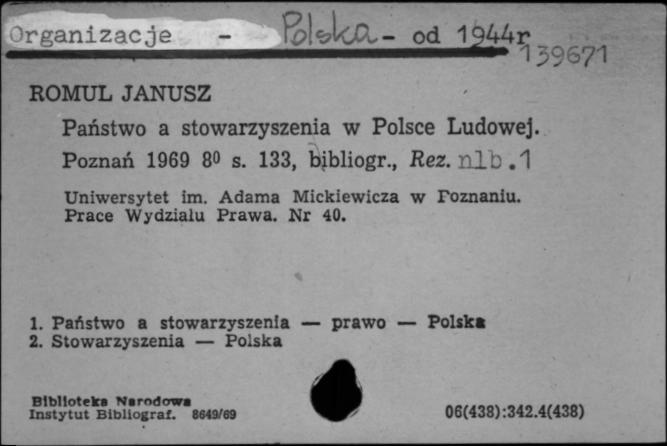 Organizacje - Polska - od 1944r
139671
ROMUL JANUSZ
Państwo a stowarzyszenia w Polsce Ludowej.
Poznań 1969 8⁰ s. 133, bibliogr., Rez. nlb.1
Uniwersytet im. Adama Mickiewicza w Poznaniu.
Prace Wydziału Prawa. Nr 40.
1. Państwo a stowarzyszenia — prawo — Polska
2. Stowarzyszenia — Polska
Biblioteka Narodowa
Instytut Bibliograf. 8649/69
06(438):342.4(438)